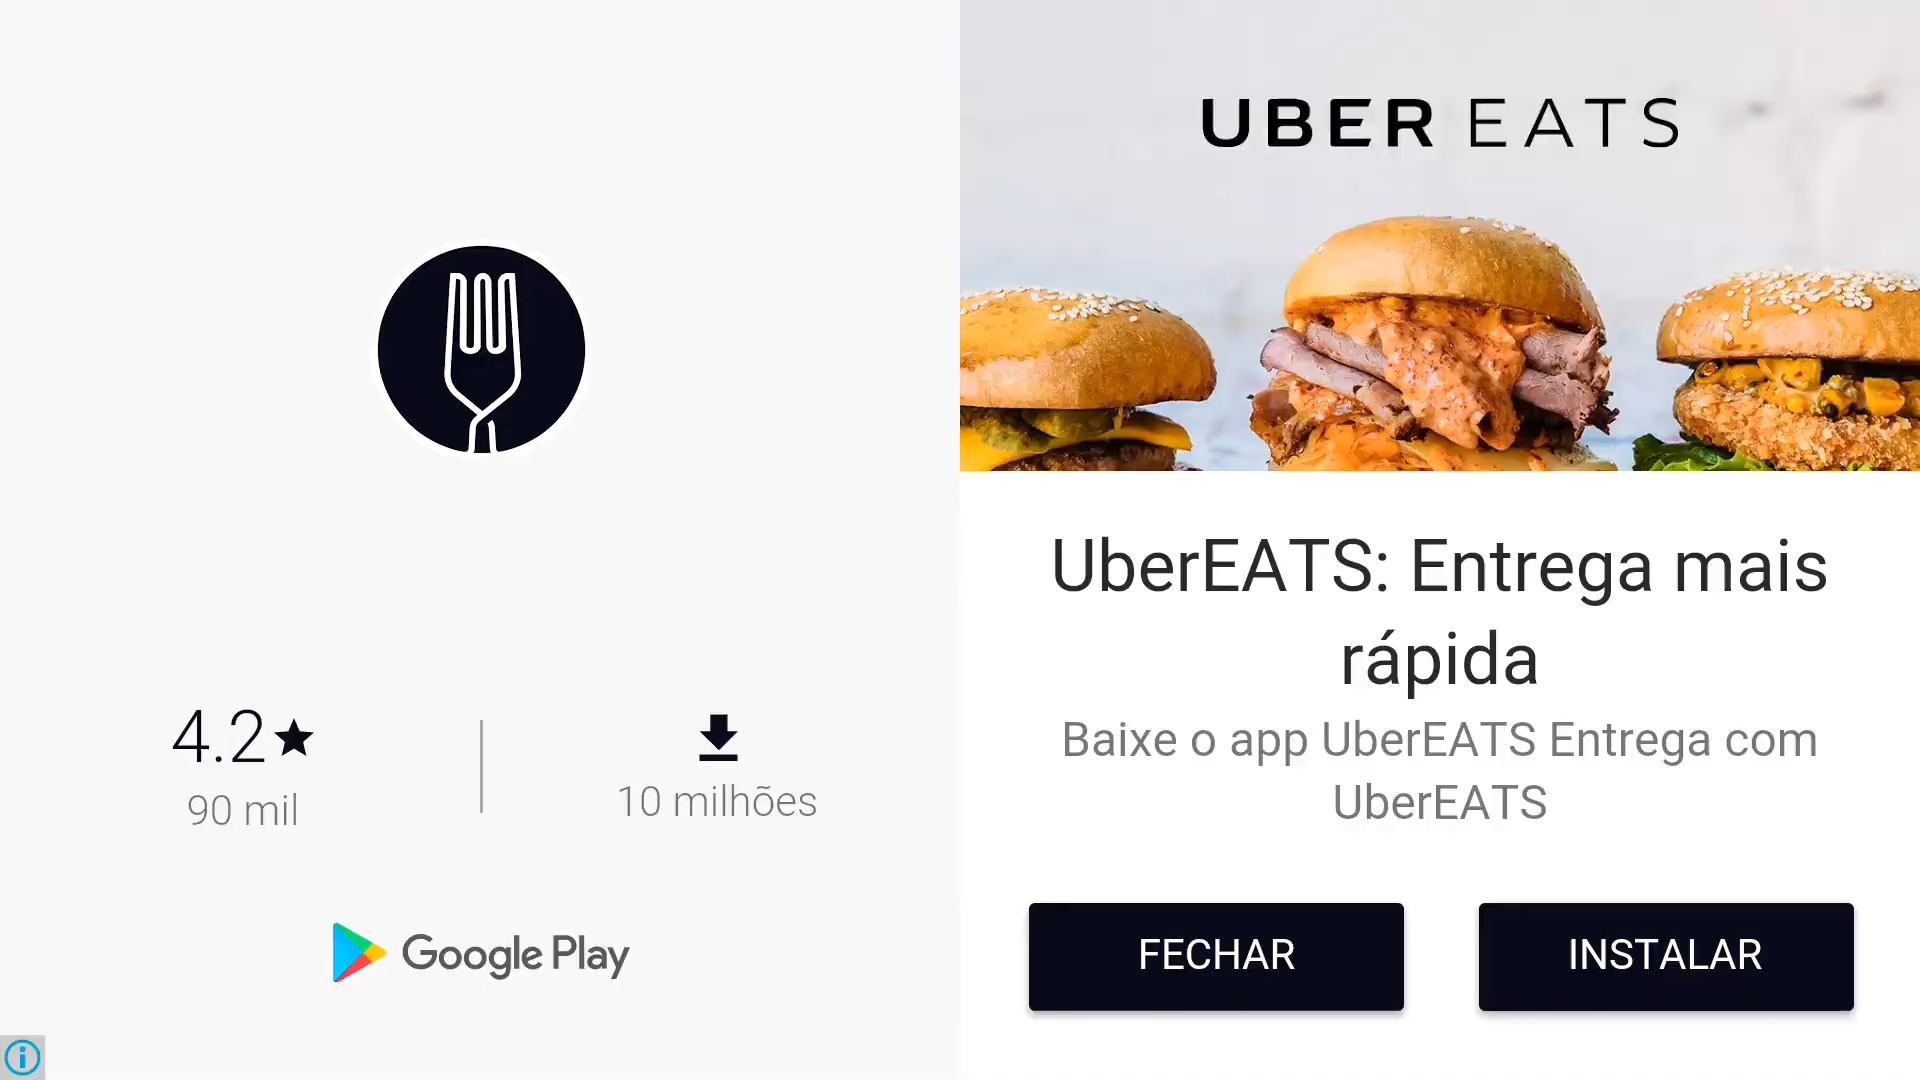 4.2★
90 mil
10 milhões
Google Play
UBER EATS
UberEATS: Entrega mais
rápida
Baixe o app UberEATS Entrega com
UberEATS
FECHAR
INSTALAR